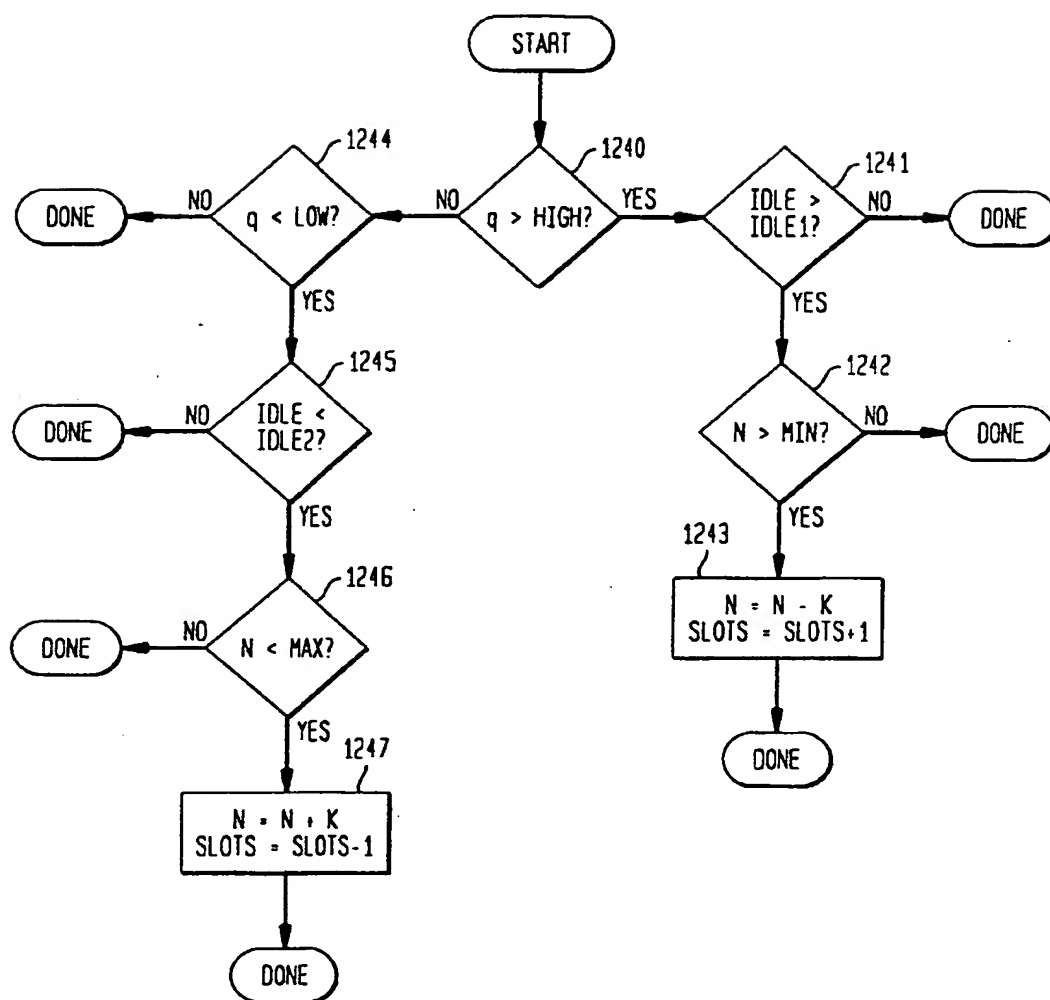 START
1244
1240
1241
DONE
NO
q < LOW?
NO
q > HIGH?
YES
IDLE >
IDLE1?
NO
DONE
YES
YES
1245
1242
DONE
NO
IDLE <
IDLE2?
N > MIN?
NO
DONE
YES
YES
1246
1243
DONE
NO
N < MAX?
N = N - K
SLOTS = SLOTS+1
YES
1247
DONE
N = N + K
SLOTS = SLOTS-1
DONE